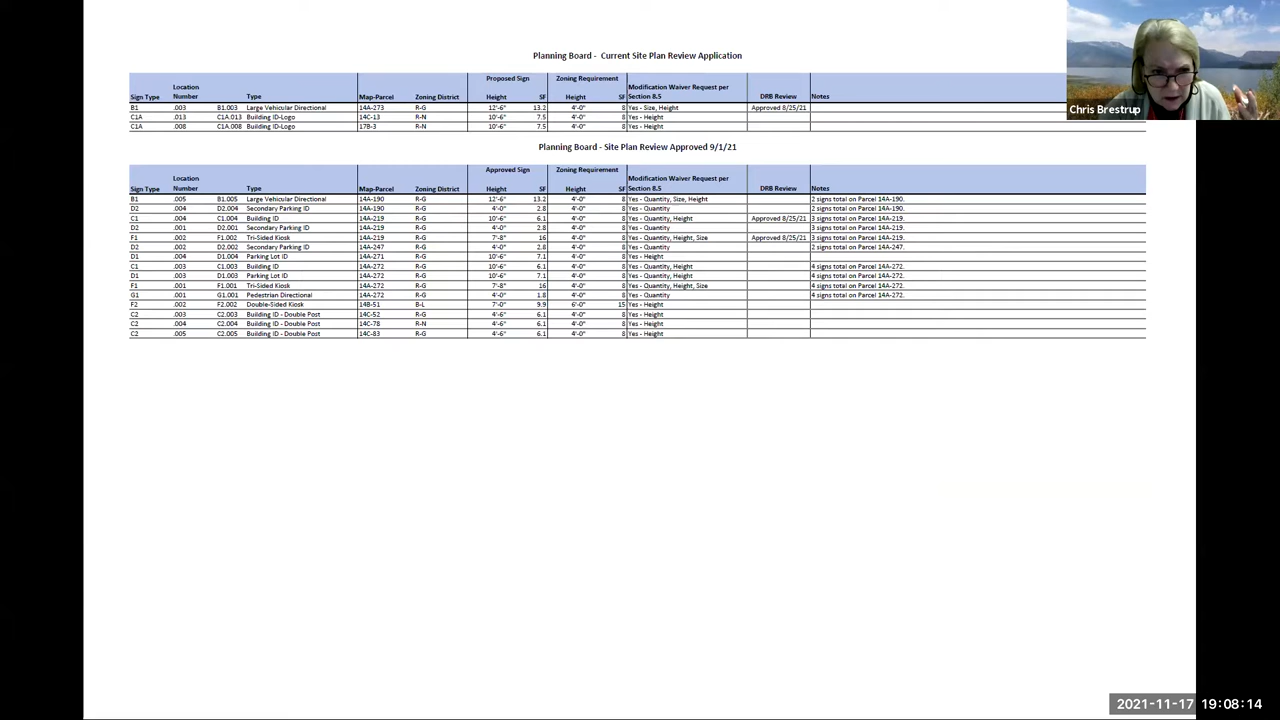 Planning Board - Current Site Plan Review Application
Proposed Sign Zoning Requirement
Location Modification Waiver Request per
Sign Type Number Type Map-Parcel Zoning District Height SF Height SF Section 8.5 DRB Review Notes
B1 .003 B1.003 Large Vehicular Directional 14A-273 R-G 12'-6" 13.2 4'-0" 8 Yes - Size, Height Approved 8/25/21
C1A .013 C1A.013 Building ID-Logo 14C-13 R-N 10'-6" 7.5 4'-0" 8 Yes - Height
C1A .008 C1A.008 Building ID-Logo 17B-3 R-N 10'-6" 7.5 4'-0" 8 Yes - Height
Chris Brestrup
Planning Board - Site Plan Review Approved 9/1/21
Approved Sign Zoning Requirement
Location Modification Waiver Request per
Sign Type Number Type Map-Parcel Zoning District Height SF Height SF Section 8.5 DRB Review Notes
B1 .005 B1.005 Large Vehicular Directional 14A-190 R-G 12'-6" 13.2 4'-0" 8 Yes - Quantity, Size, Height 2 signs total on Parcel 14A-190.
D2 .004 D2.004 Secondary Parking ID 14A-190 R-G 4'-0" 2.8 4'-0" 8 Yes - Quantity 2 signs total on Parcel 14A-190.
C1 .004 C1.004 Building ID 14A-219 R-G 10'-6" 6.1 4'-0" 8 Yes - Quantity, Height Approved 8/25/21 3 signs total on Parcel 14A-219.
D2 .001 D2.001 Secondary Parking ID 14A-219 R-G 4'-0" 2.8 4'-0" 8 Yes - Quantity 3 signs total on Parcel 14A-219.
F1 .002 F1.002 Tri-Sided Kiosk 14A-219 R-G 7'-8" 16 4'-0" 8 Yes - Quantity, Height, Size Approved 8/25/21 3 signs total on Parcel 14A-219.
D2 .002 D2.002 Secondary Parking ID 14A-247 R-G 4'-0" 2.8 4'-0" 8 Yes - Quantity 2 signs total on Parcel 14A-247.
D1 .004 D1.004 Parking Lot ID 14A-271 R-G 10'-6" 7.1 4'-0" 8 Yes - Height
C1 .003 C1.003 Building ID 14A-272 R-G 10'-6" 6.1 4'-0" 8 Yes - Quantity, Height 4 signs total on Parcel 14A-272.
D1 .003 D1.003 Parking Lot ID 14A-272 R-G 10'-6" 7.1 4'-0" 8 Yes - Quantity, Height 4 signs total on Parcel 14A-272.
F1 .001 F1.001 Tri-Sided Kiosk 14A-272 R-G 7'-8" 16 4'-0" 8 Yes - Quantity, Height, Size 4 signs total on Parcel 14A-272.
G1 .001 G1.001 Pedestrian Directional 14A-272 R-G 4'-0" 1.8 4'-0" 8 Yes - Quantity 4 signs total on Parcel 14A-272.
F2 .002 F2.002 Double-Sided Kiosk 14B-51 B-L 7'-0" 9.9 6'-0" 15 Yes - Height
C2 .003 C2.003 Building ID - Double Post 14C-52 R-G 4'-6" 6.1 4'-0" 8 Yes - Height
C2 .004 C2.004 Building ID - Double Post 14C-78 R-N 4'-6" 6.1 4'-0" 8 Yes - Height
C2 .005 C2.005 Building ID - Double Post 14C-83 R-G 4'-6" 6.1 4'-0" 8 Yes - Height
2021-11-17 19:08:14